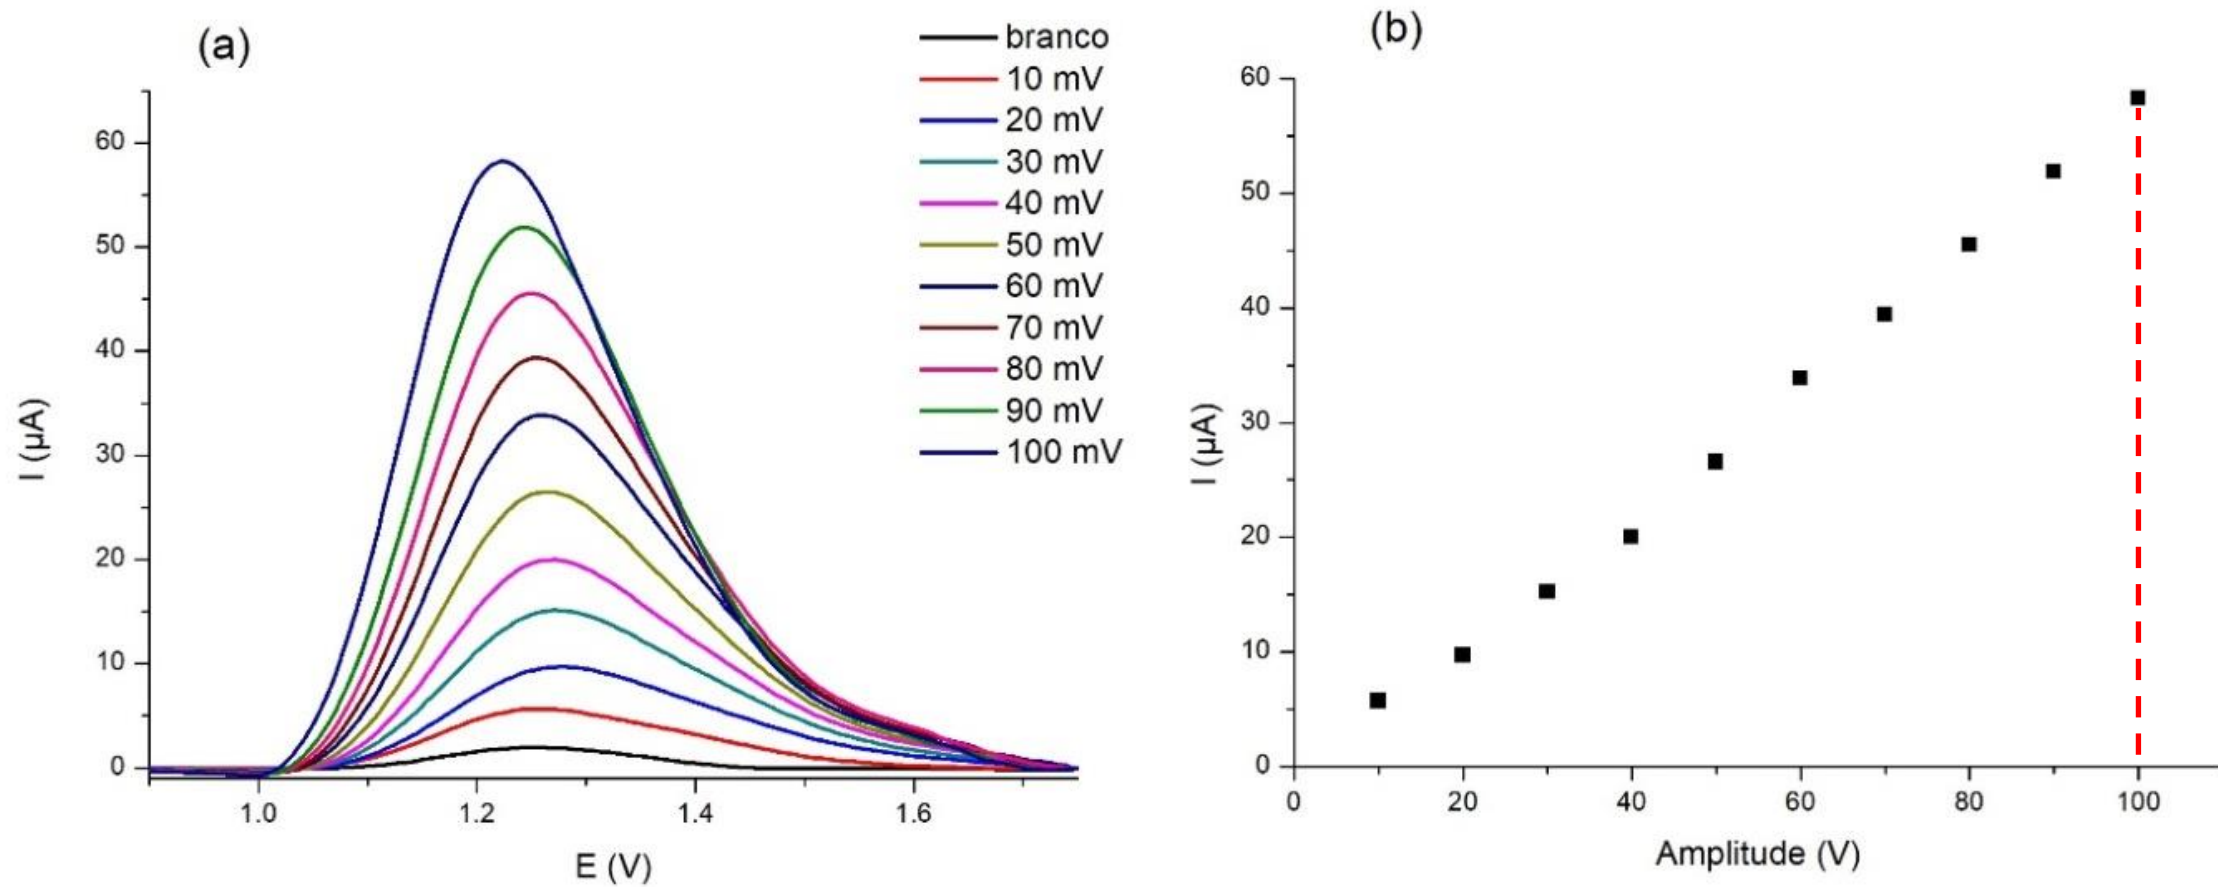 (a)
branco
10 mV
20 mV
30 mV
40 mV
50 mV
60 mV
70 mV
80 mV
90 mV
100 mV
60
50
40
30
20
10
0
I (µA)
1.0 1.2 1.4 1.6
E (V)
(b)
60
50
40
30
20
10
0
I (µA)
0 20 40 60 80 100
Amplitude (V)